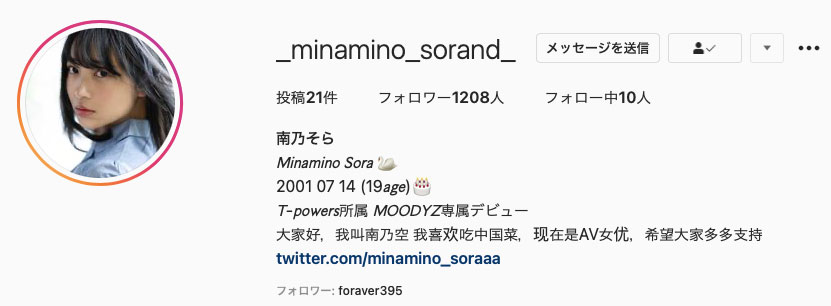 _minamino_sorand_ メッセージを送信
投稿21件 フォロワー1208人 フォロー中10人
南乃そら
Minamino Sora🦢
2001 07 14 (19age)🎂
T-powers所属 MOODYZ専属デビュー
大家好，我叫南乃空 我喜欢吃中国菜，现在是AV女优，希望大家多多支持
twitter.com/minamino_soraaa
フォロワー: foraver395